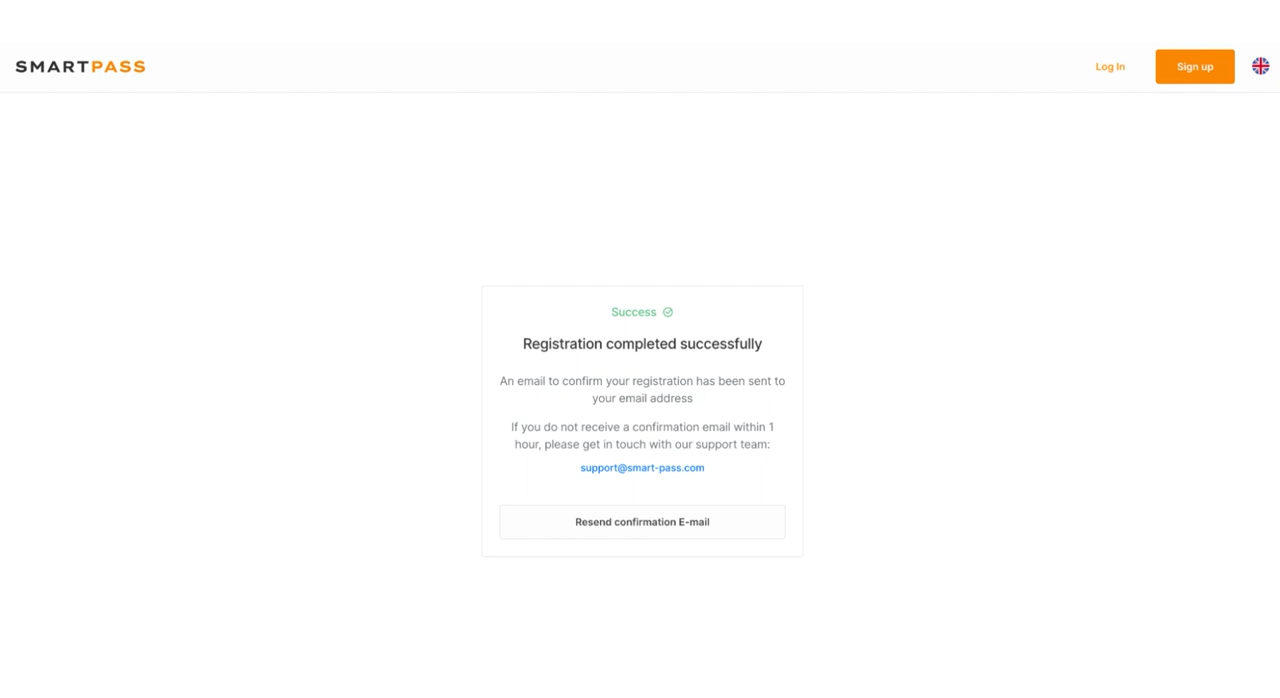 SMARTPASS
Log In
Sign up
Success
Registration completed successfully
An email to confirm your registration has been sent to
your email address
If you do not receive a confirmation email within 1
hour, please get in touch with our support team:
support@smart-pass.com
Resend confirmation E-mail